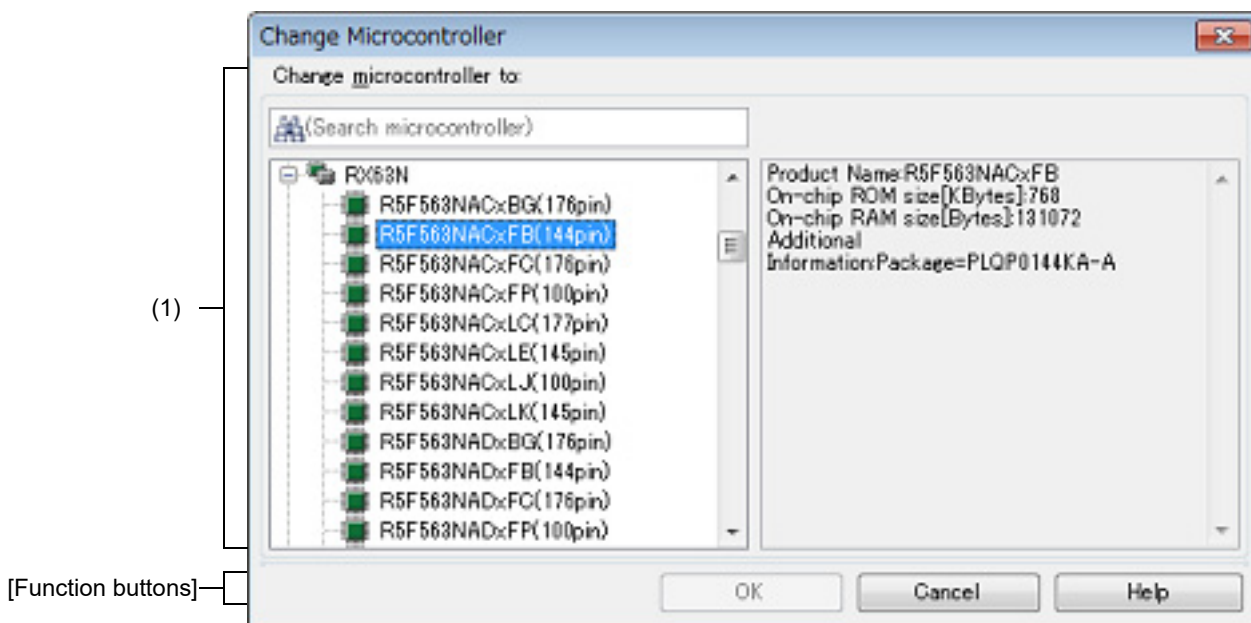 Change Microcontroller
Change microcontroller to:
(1)
(Search microcontroller)
RX63N
R5F563NACxBG(176pin)
R5F563NACxFB(144pin)
R5F563NACxFC(176pin)
R5F563NACxFP(100pin)
R5F563NACxLC(177pin)
R5F563NACxLE(145pin)
R5F563NACxLJ(100pin)
R5F563NACxLK(145pin)
R5F563NADxBG(176pin)
R5F563NADxFB(144pin)
R5F563NADxFC(176pin)
R5F563NADxFP(100pin)
Product Name:R5F563NACxFB
On-chip ROM size[KBytes]:768
On-chip RAM size[Bytes]:131072
Additional
Information:Package=PLQP0144KA-A
[Function buttons]
OK
Cancel
Help